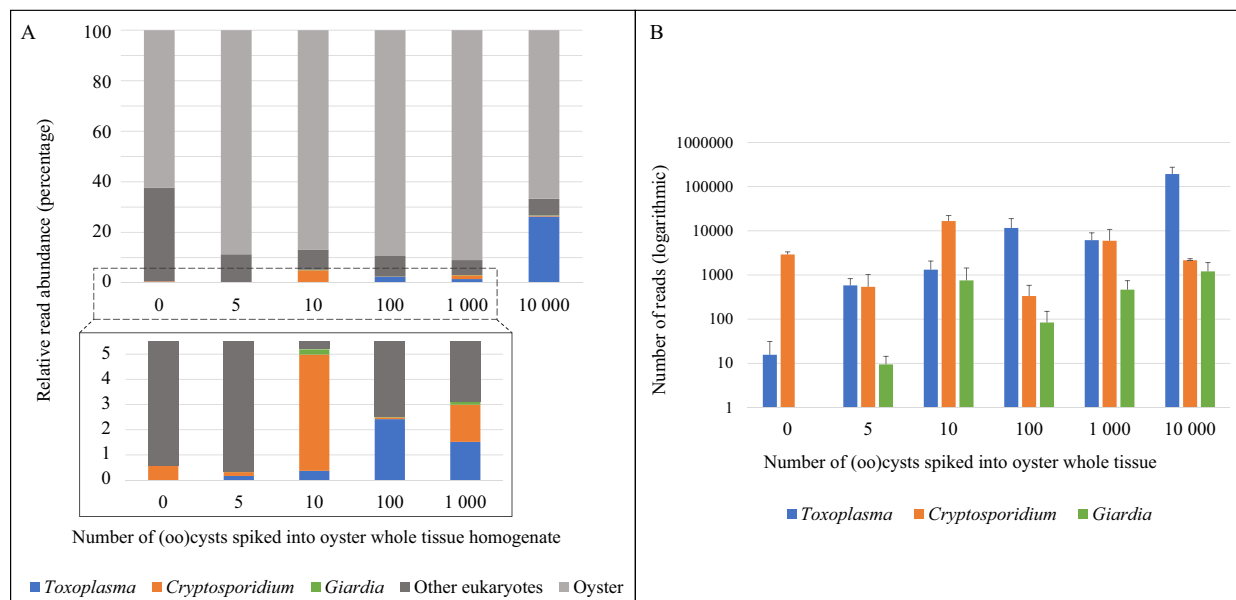 A
Relative read abundance (percentage)
100
80
60
40
20
0
0 5 10 100 1 000 10 000
5
4
3
2
1
0
0 5 10 100 1 000
Number of (oo)cysts spiked into oyster whole tissue homogenate
Toxoplasma Cryptosporidium Giardia Other eukaryotes Oyster
B
Number of reads (logarithmic)
1000000
100000
10000
1000
100
10
1
0 5 10 100 1 000 10 000
Number of (oo)cysts spiked into oyster whole tissue
Toxoplasma Cryptosporidium Giardia